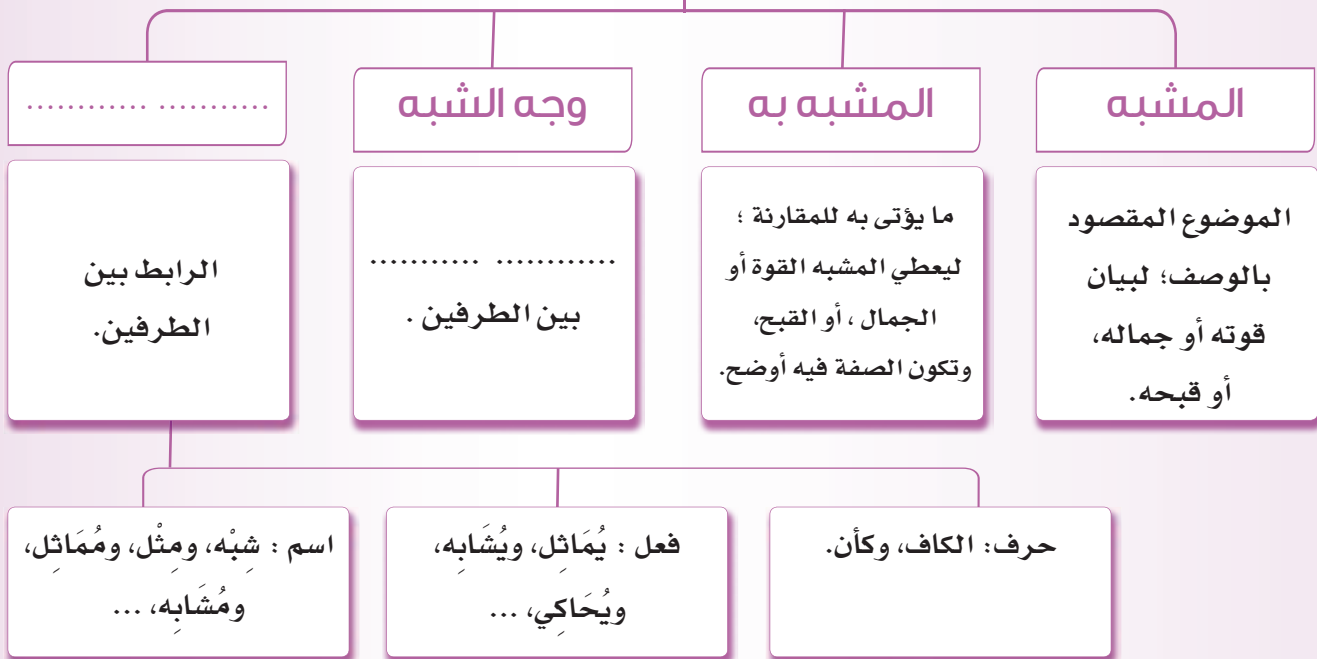 المشبه
المشبه به
وجه الشبه
............ ...........
الموضوع المقصود
بالوصف؛ لبيان
قوته أو جماله،
أو قبحه.
ما يؤتى به للمقارنة ؛
ليعطي المشبه القوة أو
الجمال ، أو القبح،
وتكون الصفة فيه أوضح.
............ ...........
بين الطرفين .
الرابط بين
الطرفين.
حرف: الكاف، وكأن.
فعل : يُمَاثِل، ويُشَابِه،
ويُحَاكِي، ...
اسم : شِبْه، ومِثْل، ومُمَاثِل،
ومُشَابِه، ...